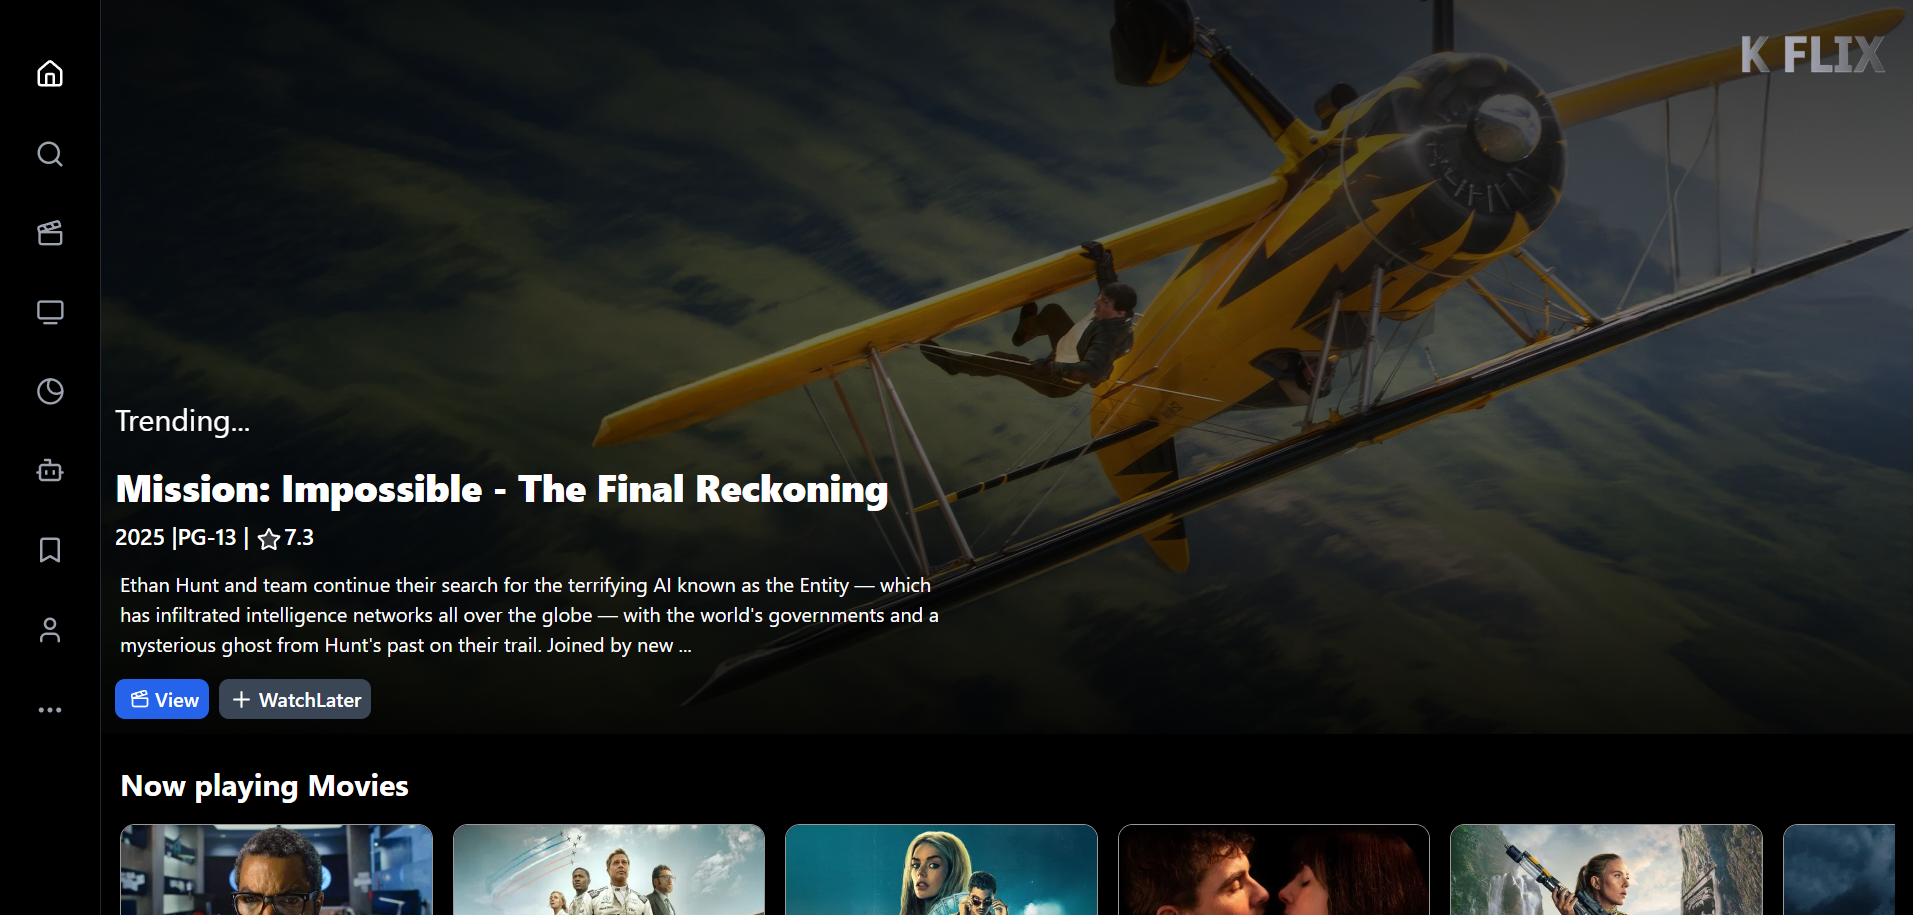 K FLIX
Trending...
Mission: Impossible - The Final Reckoning
2025 |PG-13 | 7.3
Ethan Hunt and team continue their search for the terrifying AI known as the Entity — which
has infiltrated intelligence networks all over the globe — with the world's governments and a
mysterious ghost from Hunt's past on their trail. Joined by new ...
View
WatchLater
Now playing Movies